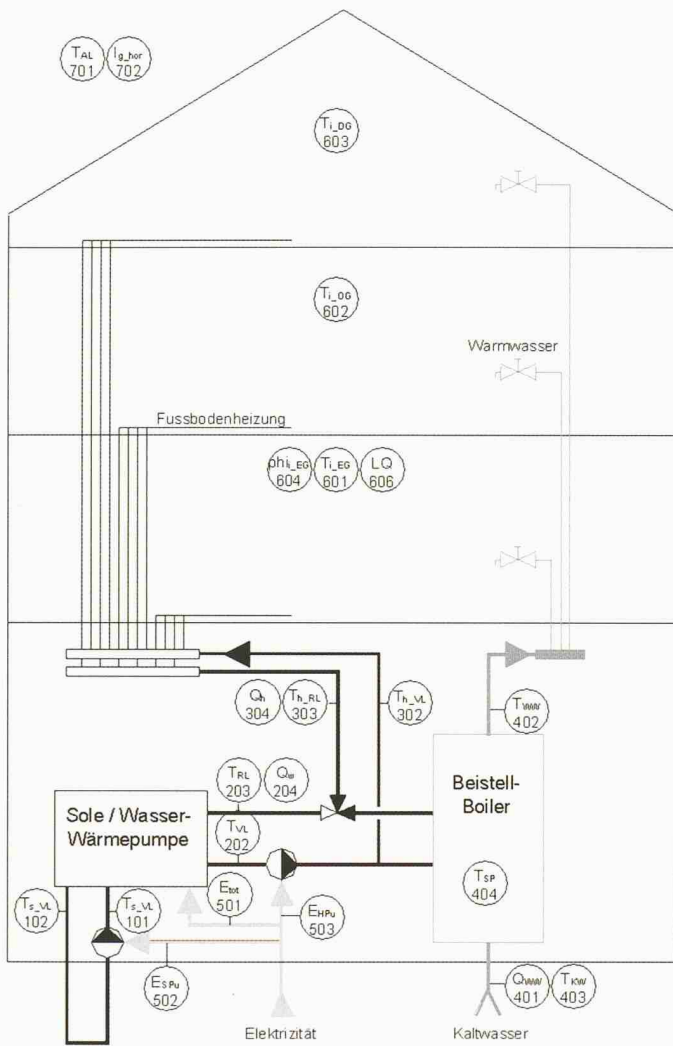 TAL Ig_hor
701 702
Ti_DG
603
Ti_OG
602
Warmwasser
Fussbodenheizung
phii_EG Ti_EG LQ
604 601 606
Qh Th_RL Th_VL TWW
304 303 302 402
TRL Qw
203 204
Beistell-
Boiler
Sole / Wasser-
Wärmepumpe
TVL
202
TSP
404
Ts_VL Ts_VL Etot EHPu
102 101 501 503
ESPu
502
QWW TKW
401 403
Elektrizität Kaltwasser